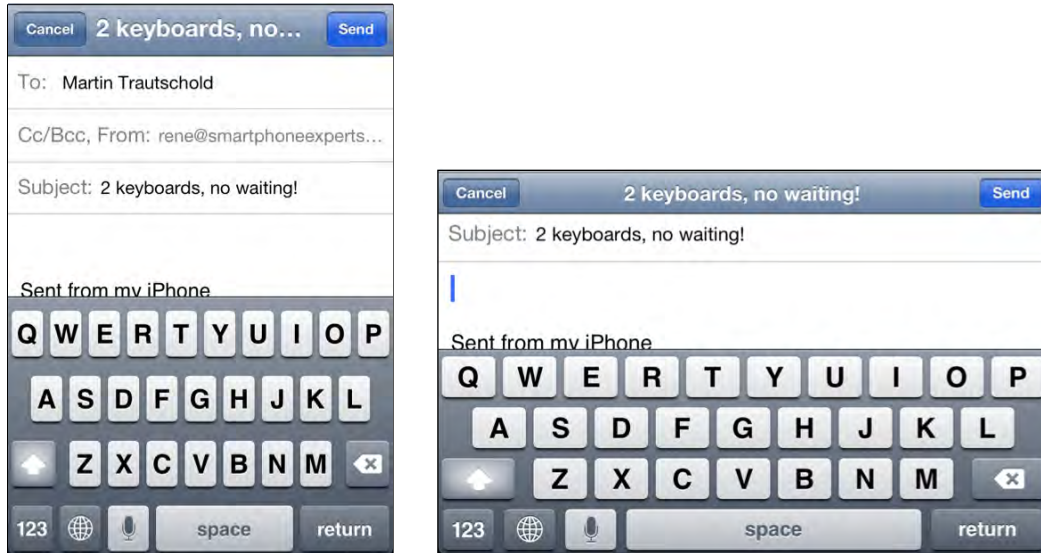 Cancel 2 keyboards, no... Send
To: Martin Trautschold
Cc/Bcc, From: rene@smartphoneexperts...
Subject: 2 keyboards, no waiting!
Sent from my iPhone
Q W E R T Y U I O P
A S D F G H J K L
Z X C V B N M
123 space return
Cancel 2 keyboards, no waiting! Send
Subject: 2 keyboards, no waiting!
Sent from my iPhone
Q W E R T Y U I O P
A S D F G H J K L
Z X C V B N M
123 space return